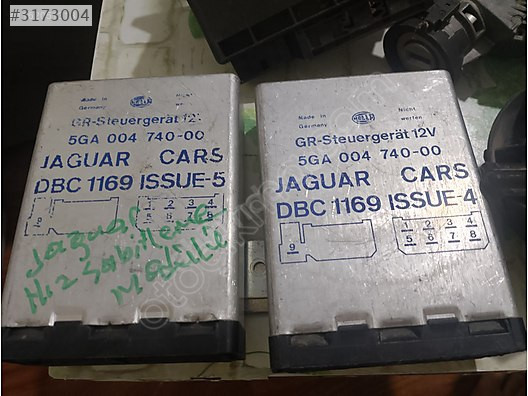 #3173004
Made in
Germany
HELLA
Nicht
werfen
GR-Steuergerät 12V
5GA 004 740-00
JAGUAR CARS
DBC 1169 ISSUE-5
9
1 2 3 4
5 6 7 8
Jaguar
Hız Sabitleme
Modülü
Made in
Germany
HELLA
Nicht
werfen
GR-Steuergerät 12V
5GA 004 740-00
JAGUAR CARS
DBC 1169 ISSUE-4
9
1 2 3 4
5 6 7 8